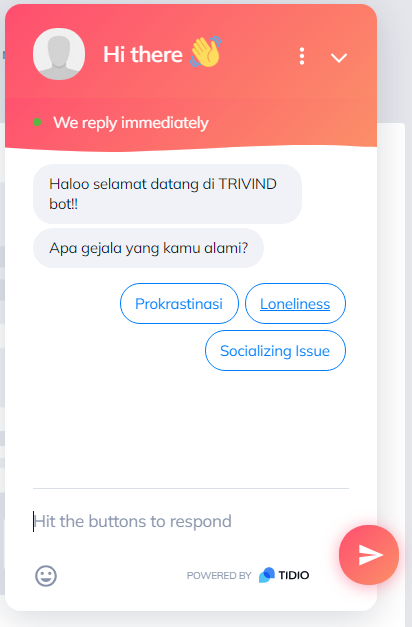 Hi there 👋
We reply immediately
Haloo selamat datang di TRIVIND
bot!!
Apa gejala yang kamu alami?
Prokrastinasi Loneliness
Socializing Issue
Hit the buttons to respond
POWERED BY TIDIO